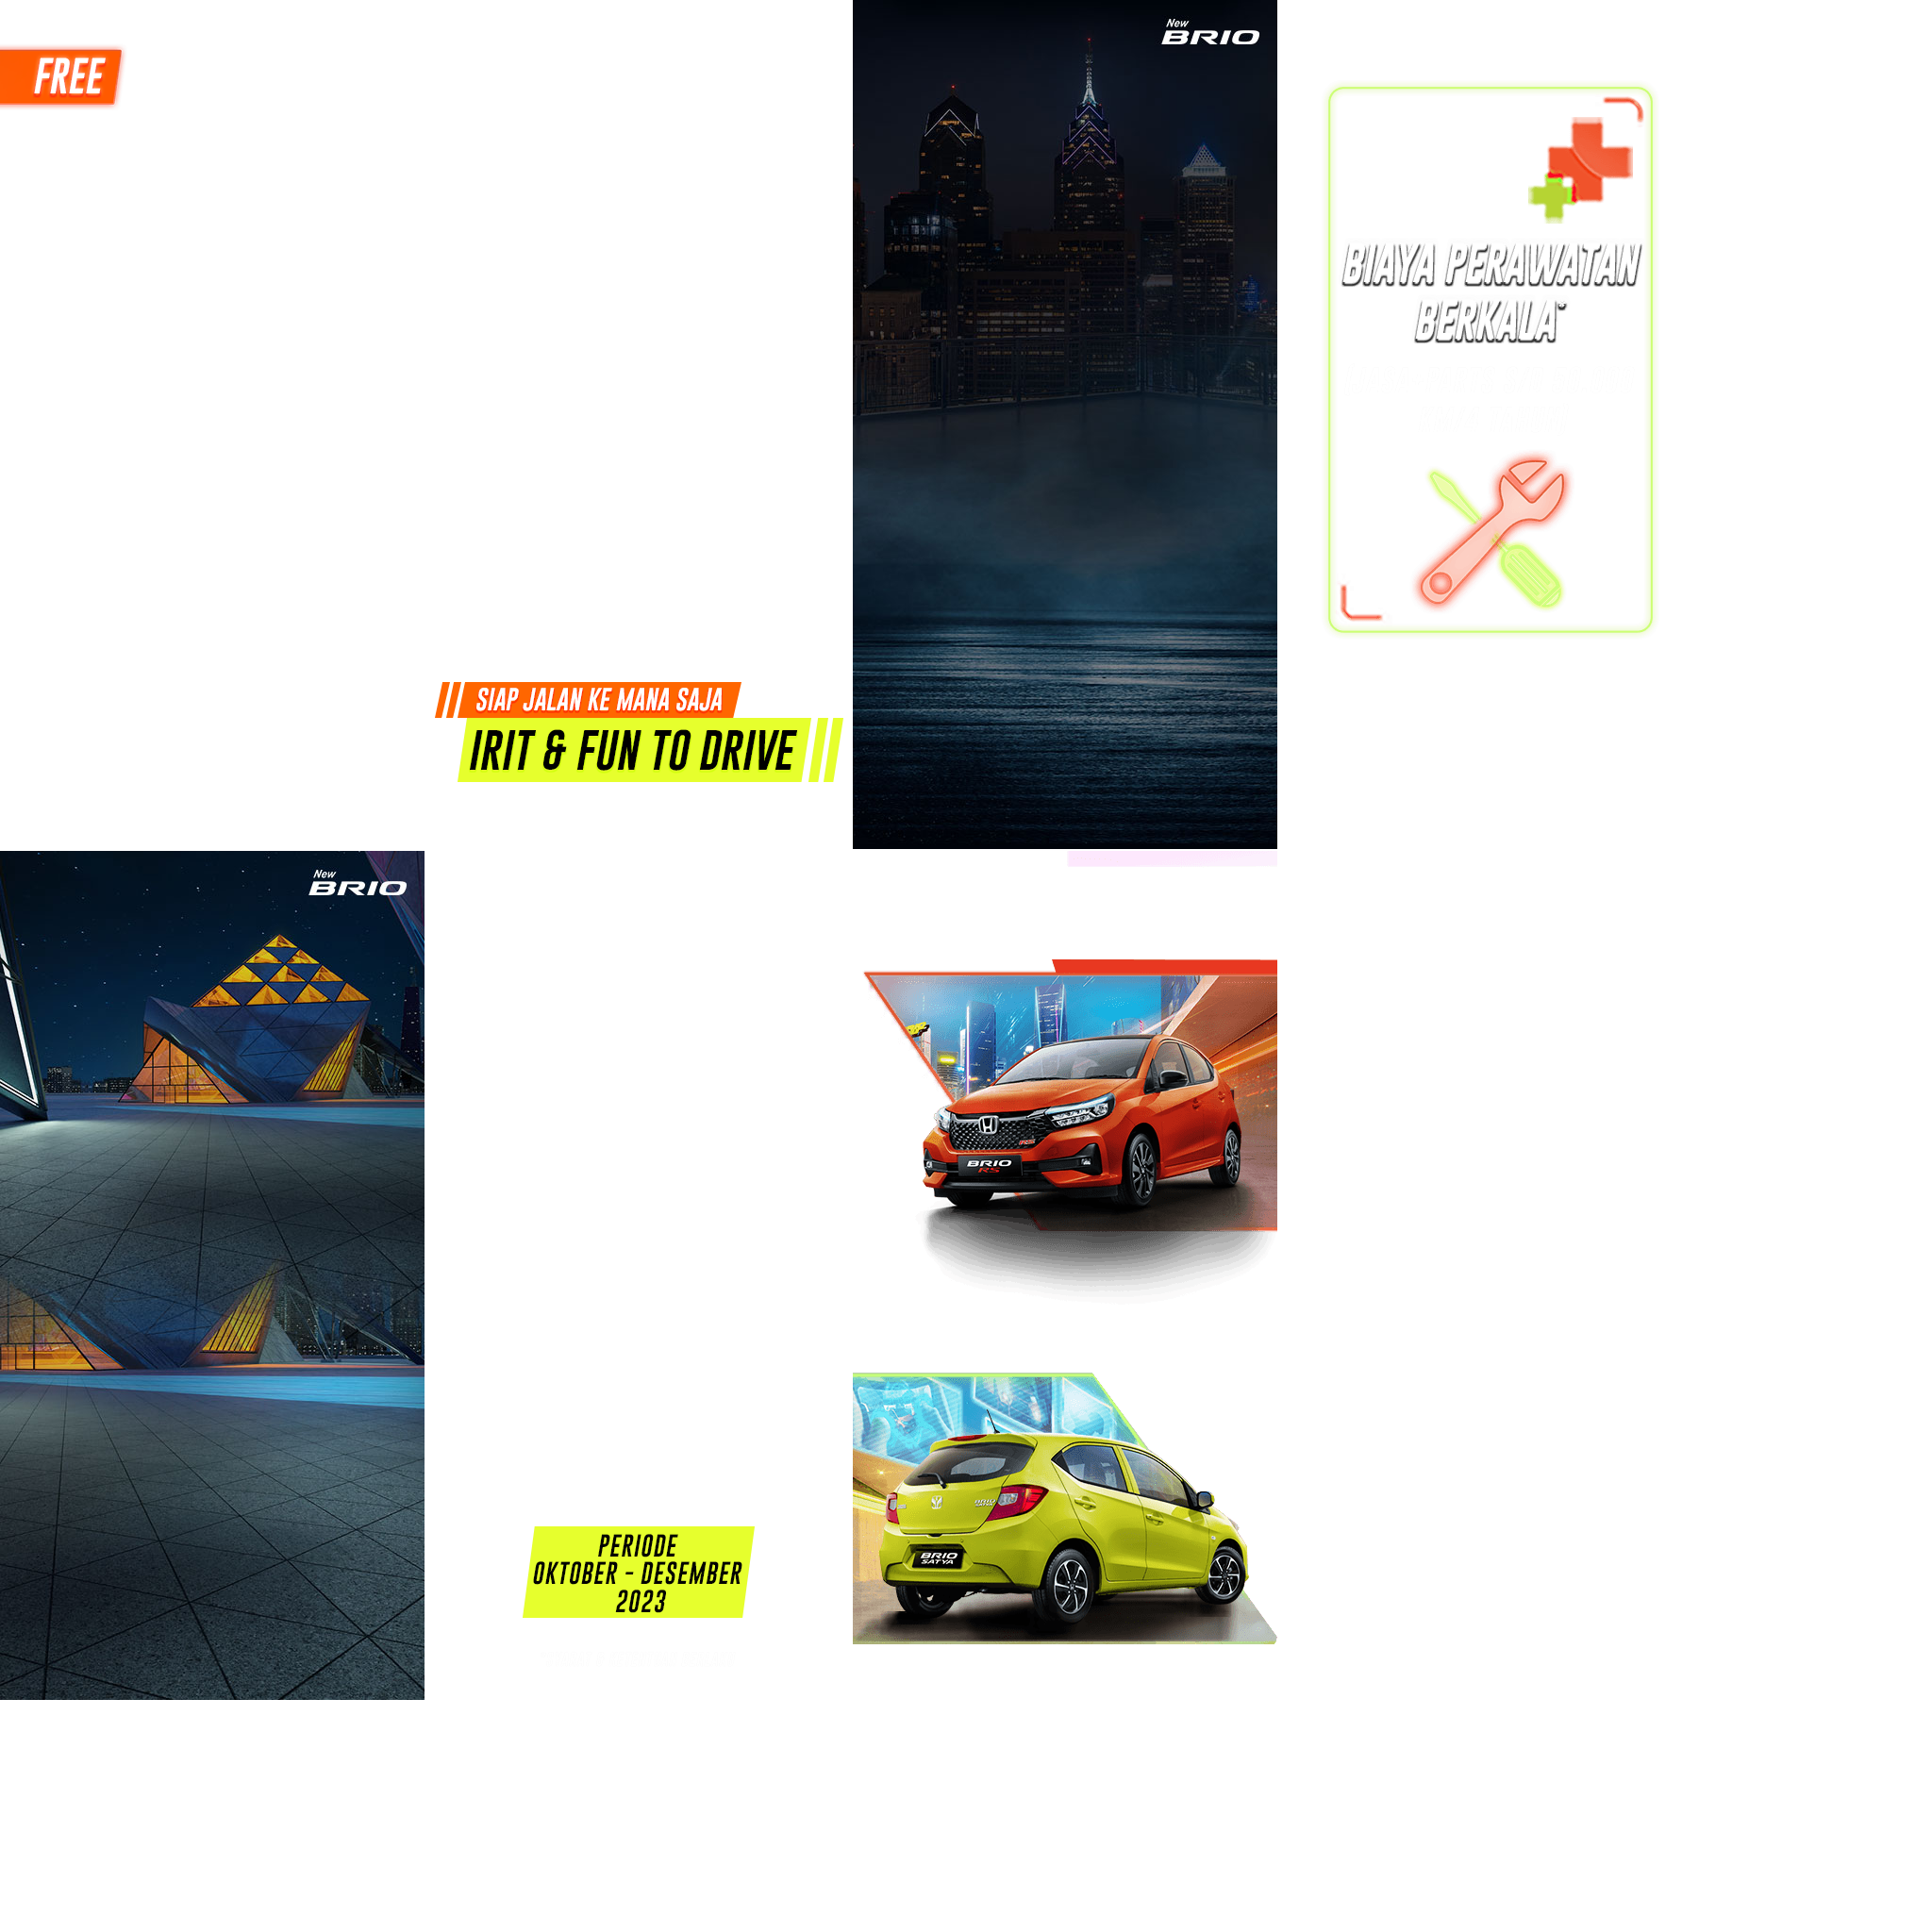 FREE
New
BRIO
BIAYA PERAWATAN
BERKALA*
SIAP JALAN KE MANA SAJA
IRIT & FUN TO DRIVE
New
BRIO
BRIO
RS
BRIO
SATYA
PERIODE
OKTOBER - DESEMBER
2023